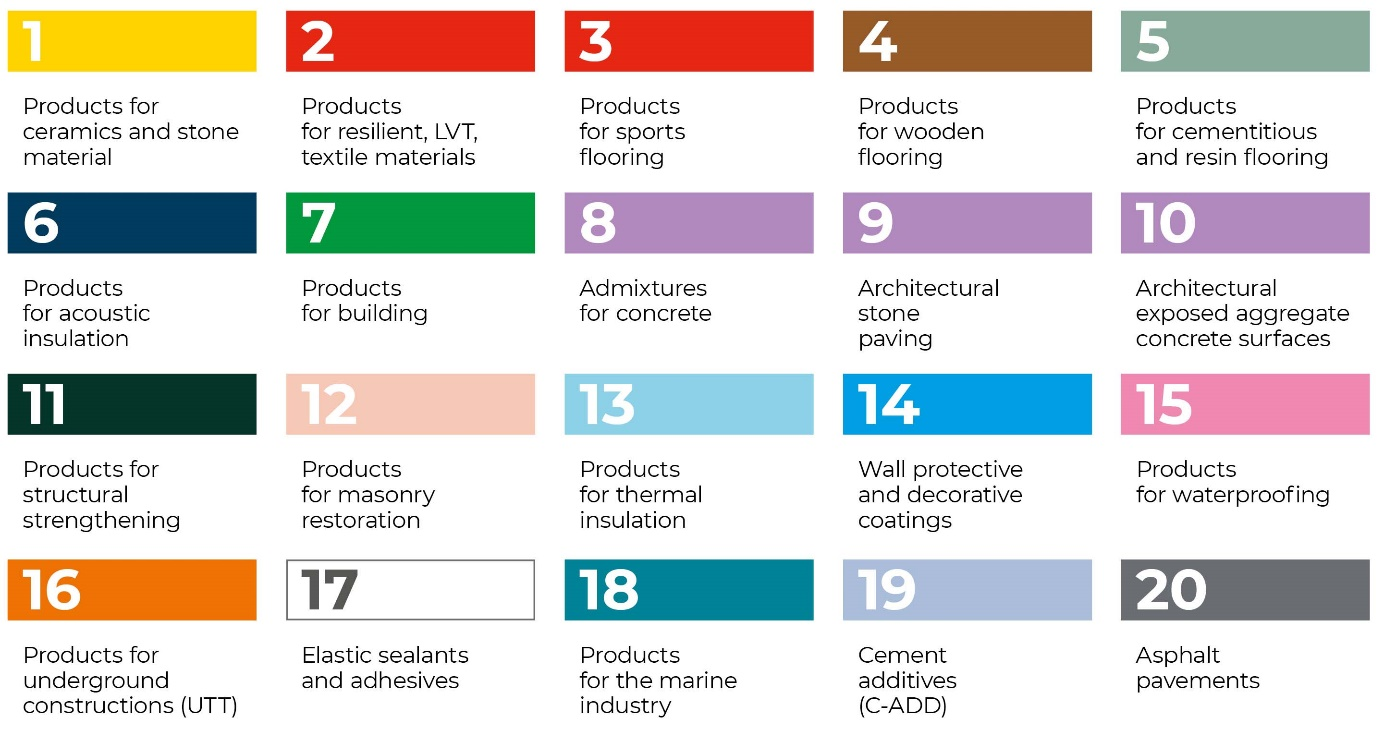 1
Products for
ceramics and stone
material
2
Products
for resilient, LVT,
textile materials
3
Products
for sports
flooring
4
Products
for wooden
flooring
5
Products
for cementitious
and resin flooring
6
Products
for acoustic
insulation
7
Products
for building
8
Admixtures
for concrete
9
Architectural
stone
paving
10
Architectural
exposed aggregate
concrete surfaces
11
Products for
structural
strengthening
12
Products
for masonry
restoration
13
Products
for thermal
insulation
14
Wall protective
and decorative
coatings
15
Products
for waterproofing
16
Products for
underground
constructions (UTT)
17
Elastic sealants
and adhesives
18
Products
for the marine
industry
19
Cement
additives
(C-ADD)
20
Asphalt
pavements